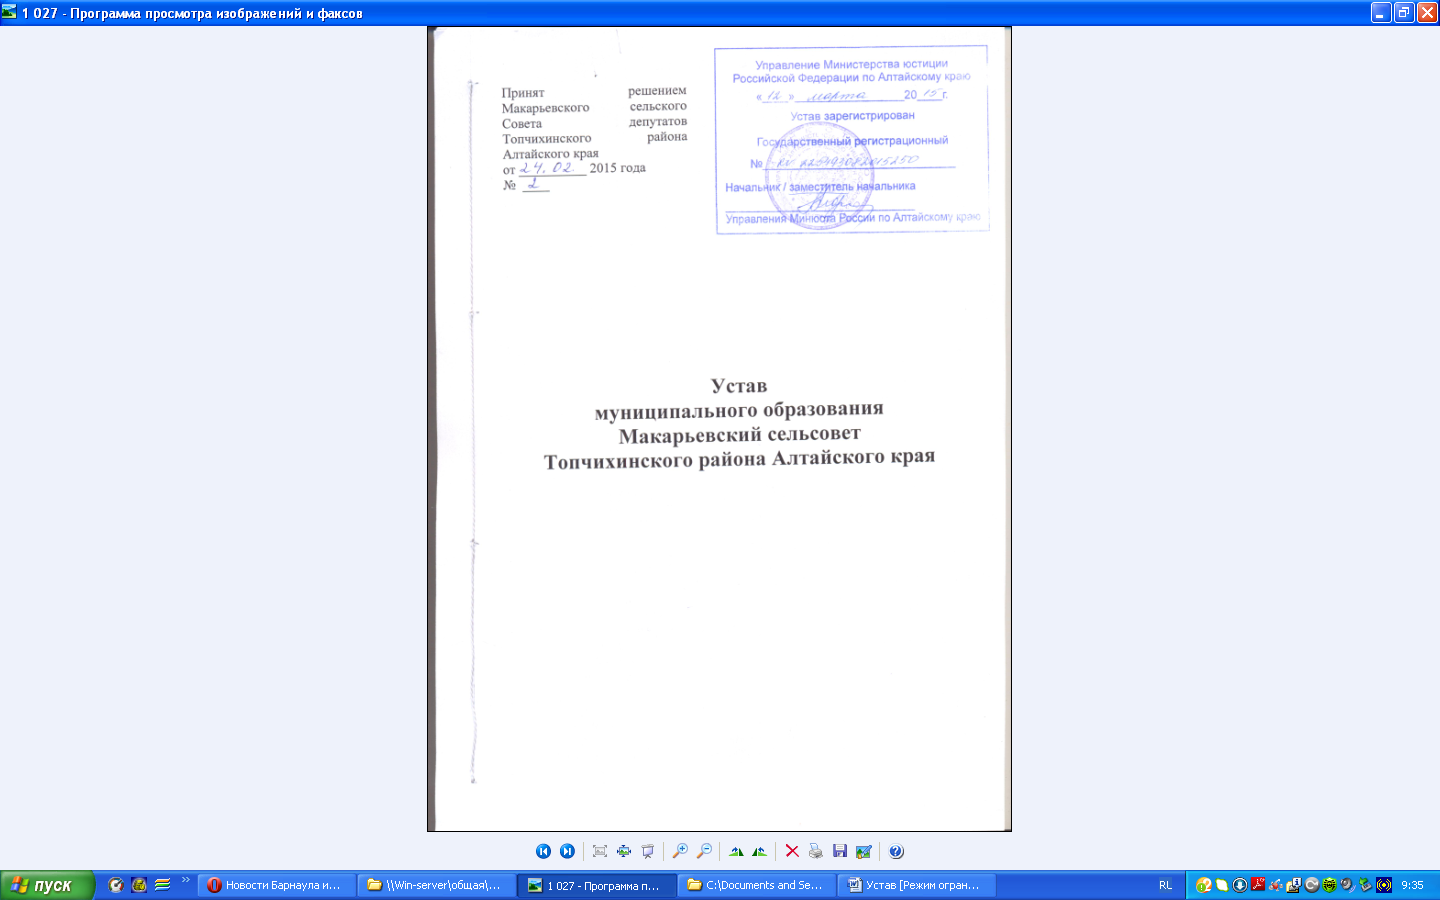 1 027 - Программа просмотра изображений и факсов
Принят решением
Макарьевского сельского
Совета депутатов
Топчихинского района
Алтайского края
от 24.02 2015 года
№ 2
Управление Министерства юстиции
Российской Федерации по Алтайскому краю
«12» марта 2015г.
Устав зарегистрирован
Государственный регистрационный
№
Начальник / заместитель начальника
Управления Минюста России по Алтайскому краю
Устав
муниципального образования
Макарьевский сельсовет
Топчихинского района Алтайского края
пуск
Новости Барнаула и...
\\Win-server\общая\...
1 027 - Программа п...
C:\Documents and Se...
Устав [Режим огран...
RL
9:35